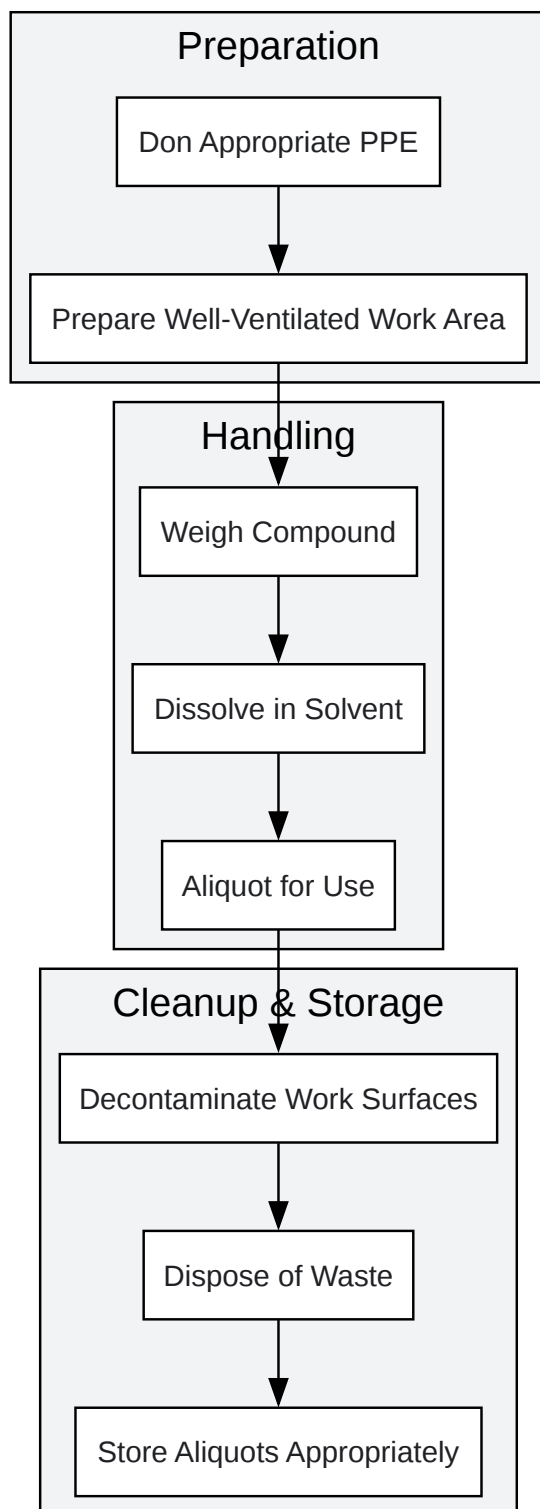 Preparation
Don Appropriate PPE
Prepare Well-Ventilated Work Area
Handling
Weigh Compound
Dissolve in Solvent
Aliquot for Use
Cleanup & Storage
Decontaminate Work Surfaces
Dispose of Waste
Store Aliquots Appropriately